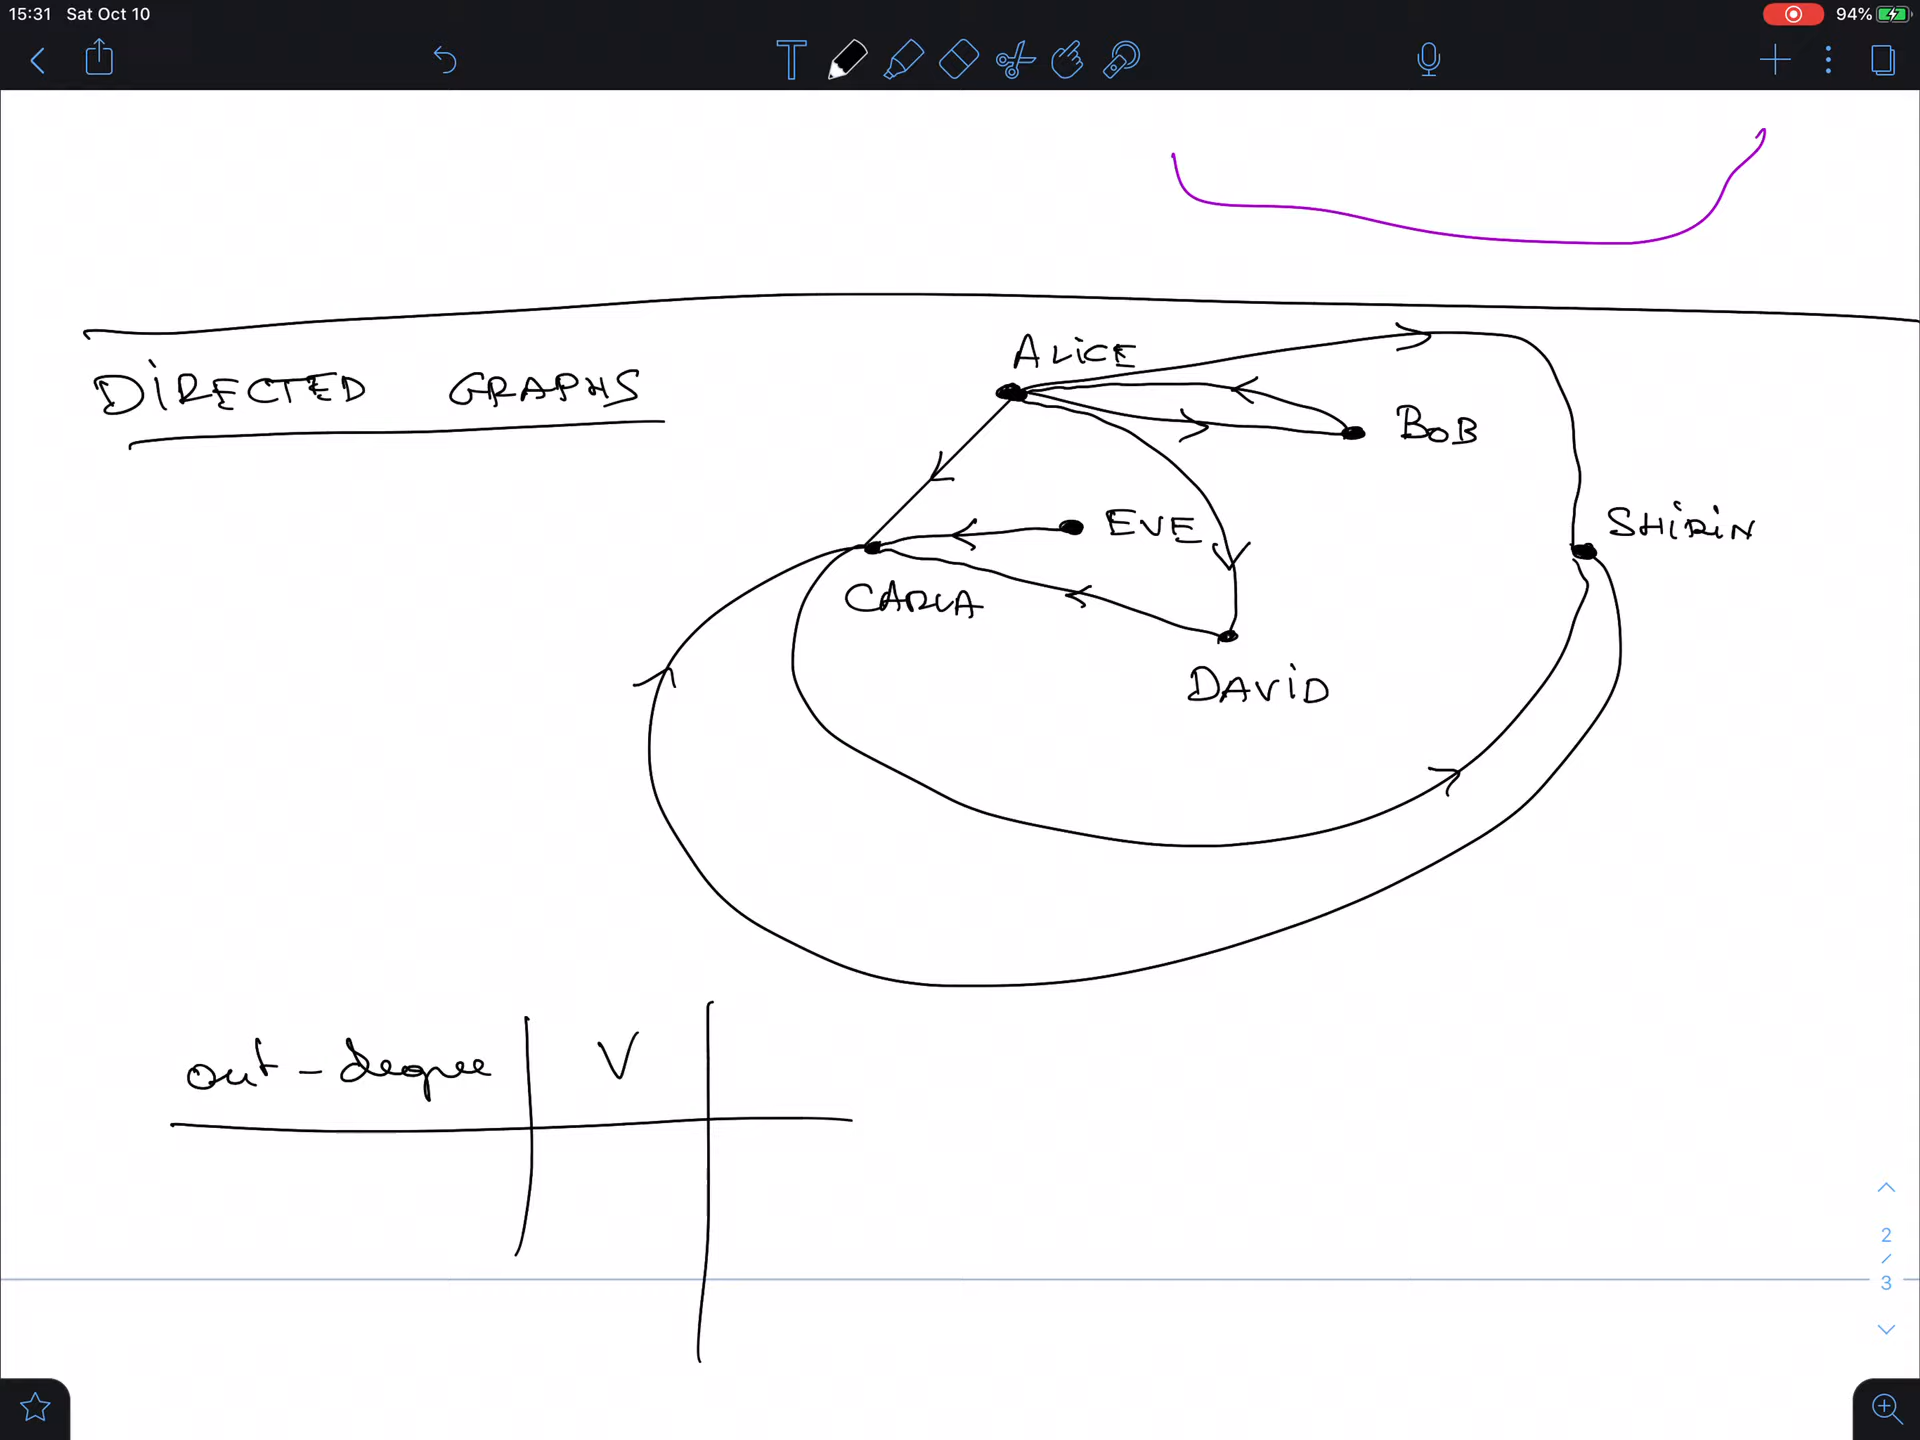 15:31 Sat Oct 10
94%
T
DIRECTED GRAPHS
ALICE
BOB
EVE
SHIRIN
CARLA
DAVID
out-degree V
2
/
3